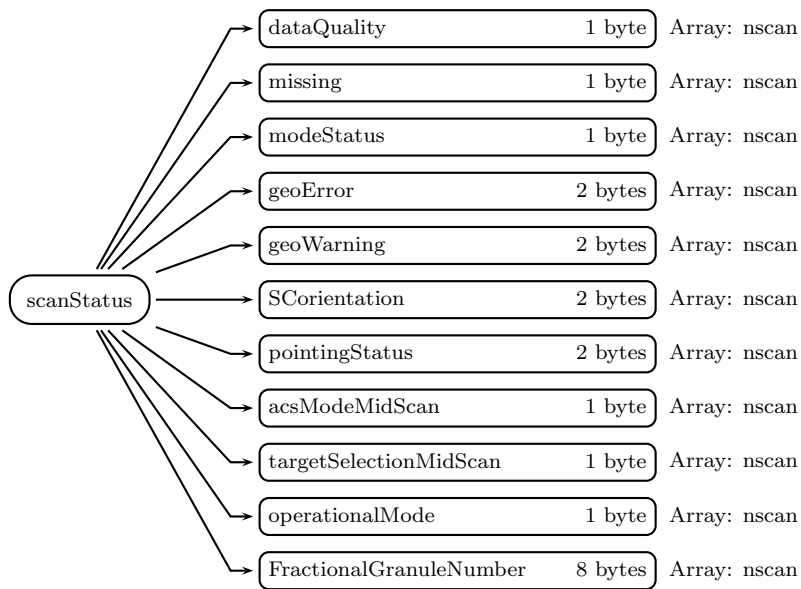 dataQuality 1 byte Array: nscan
missing 1 byte Array: nscan
modeStatus 1 byte Array: nscan
geoError 2 bytes Array: nscan
geoWarning 2 bytes Array: nscan
scanStatus SCorientation 2 bytes Array: nscan
pointingStatus 2 bytes Array: nscan
acsModeMidScan 1 byte Array: nscan
targetSelectionMidScan 1 byte Array: nscan
operationalMode 1 byte Array: nscan
FractionalGranuleNumber 8 bytes Array: nscan